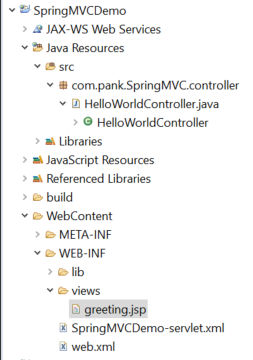 SpringMVCDemo
JAX-WS Web Services
Java Resources
src
com.pank.SpringMVC.controller
HelloWorldController.java
HelloWorldController
Libraries
JavaScript Resources
Referenced Libraries
build
WebContent
META-INF
WEB-INF
lib
views
greeting.jsp
SpringMVCDemo-servlet.xml
web.xml